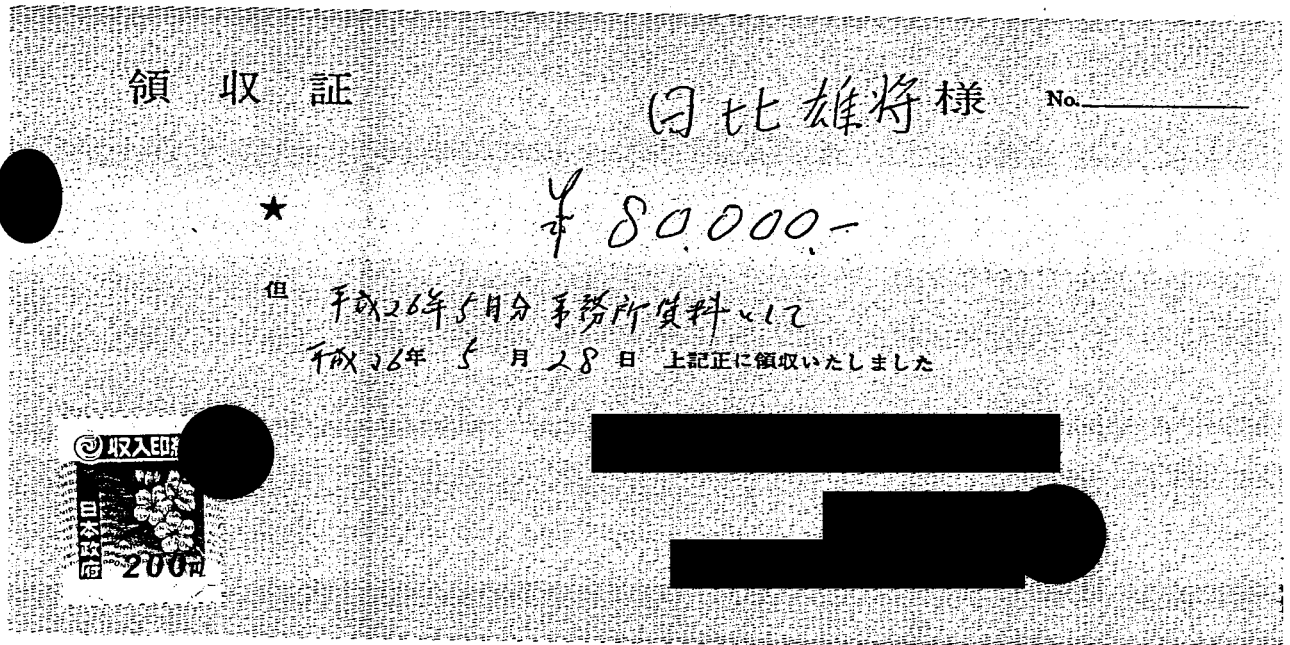 領収証
日比雄将様 No.
★ ¥80.000.-
但 平成26年5月分事務所賃料として
平成26年5月28日 上記正に領収いたしました
収入印紙
日本政府
200円